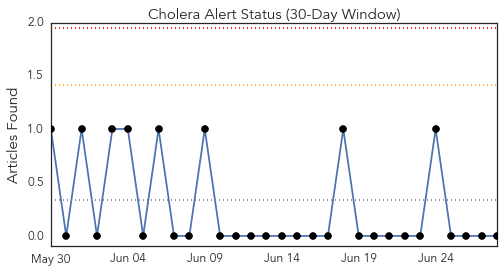 Cholera Alert Status (30-Day Window)
Articles Found
2.0
1.5
1.0
0.5
0.0
May 30 Jun 04 Jun 09 Jun 14 Jun 19 Jun 24